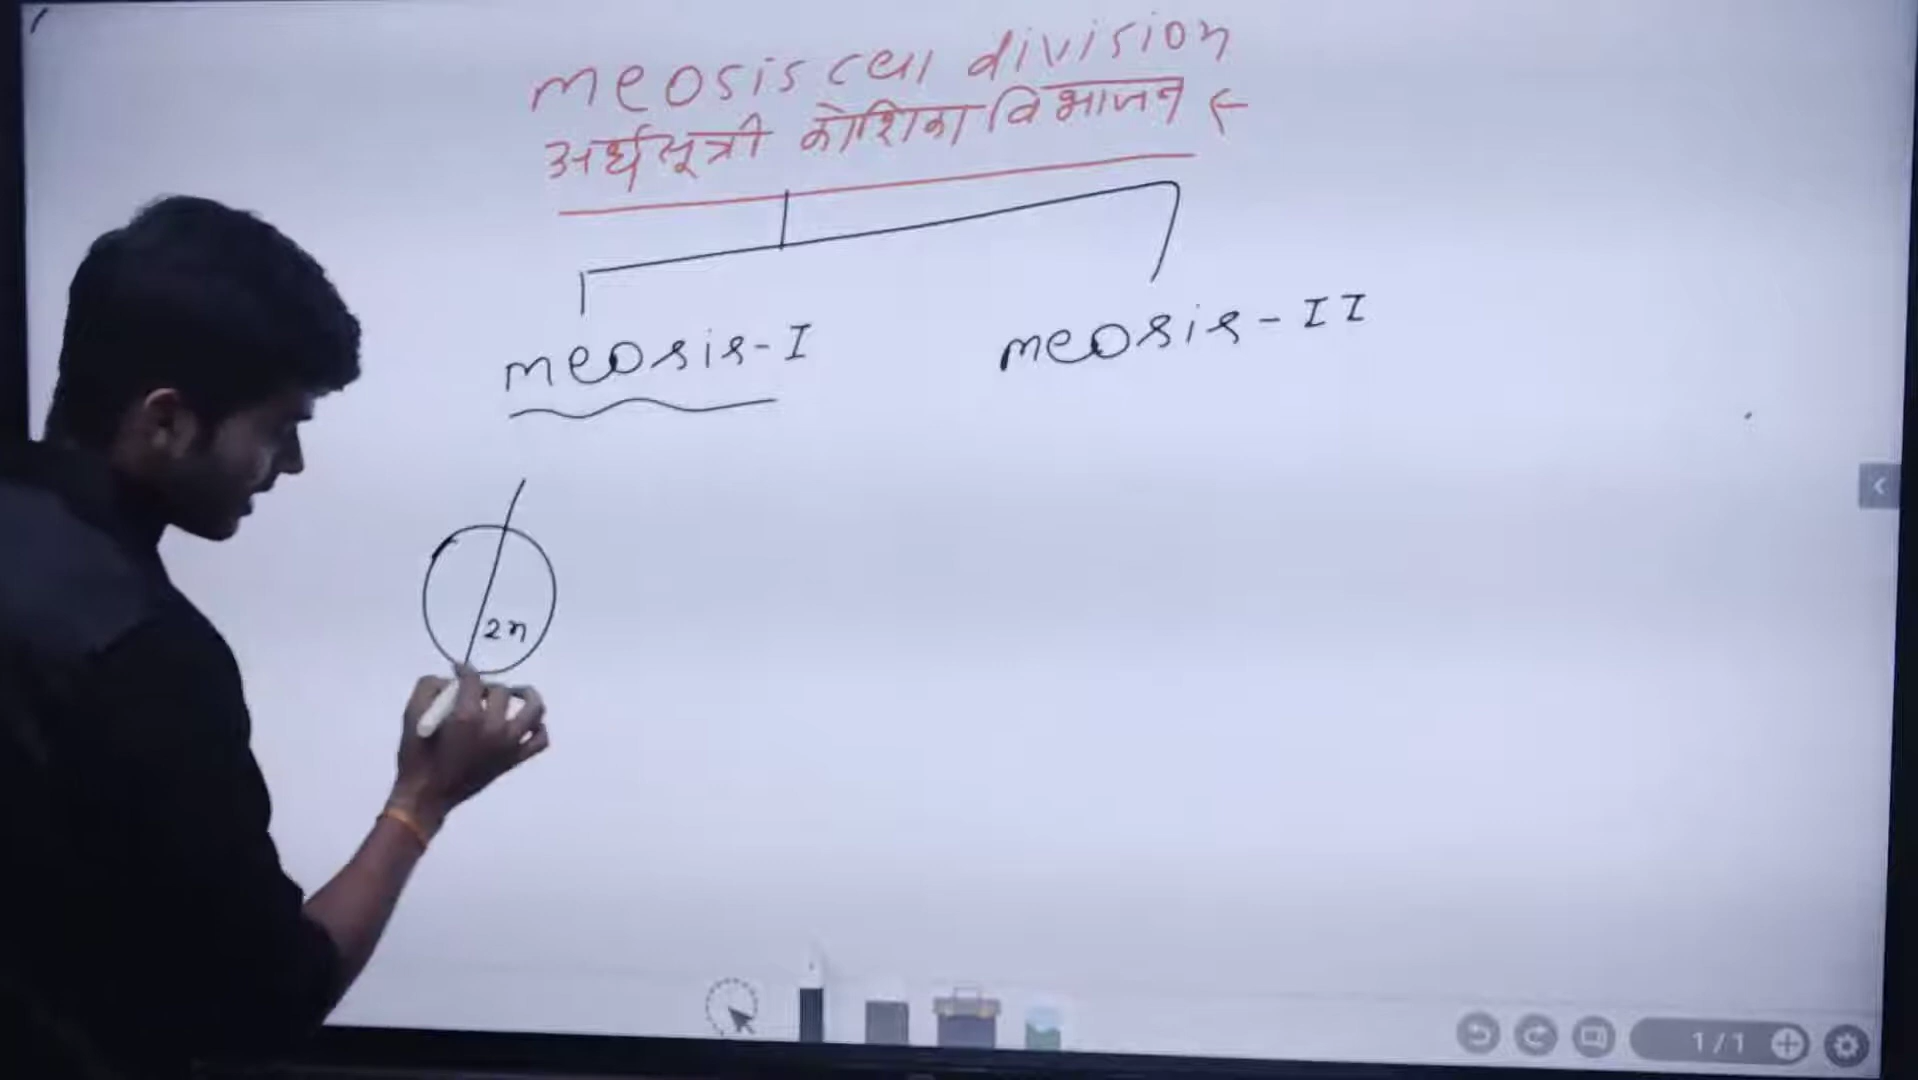 meosis cell division
अर्धसूत्री कोशिका विभाजन
meosis-I
meosis-II
2n
1/1